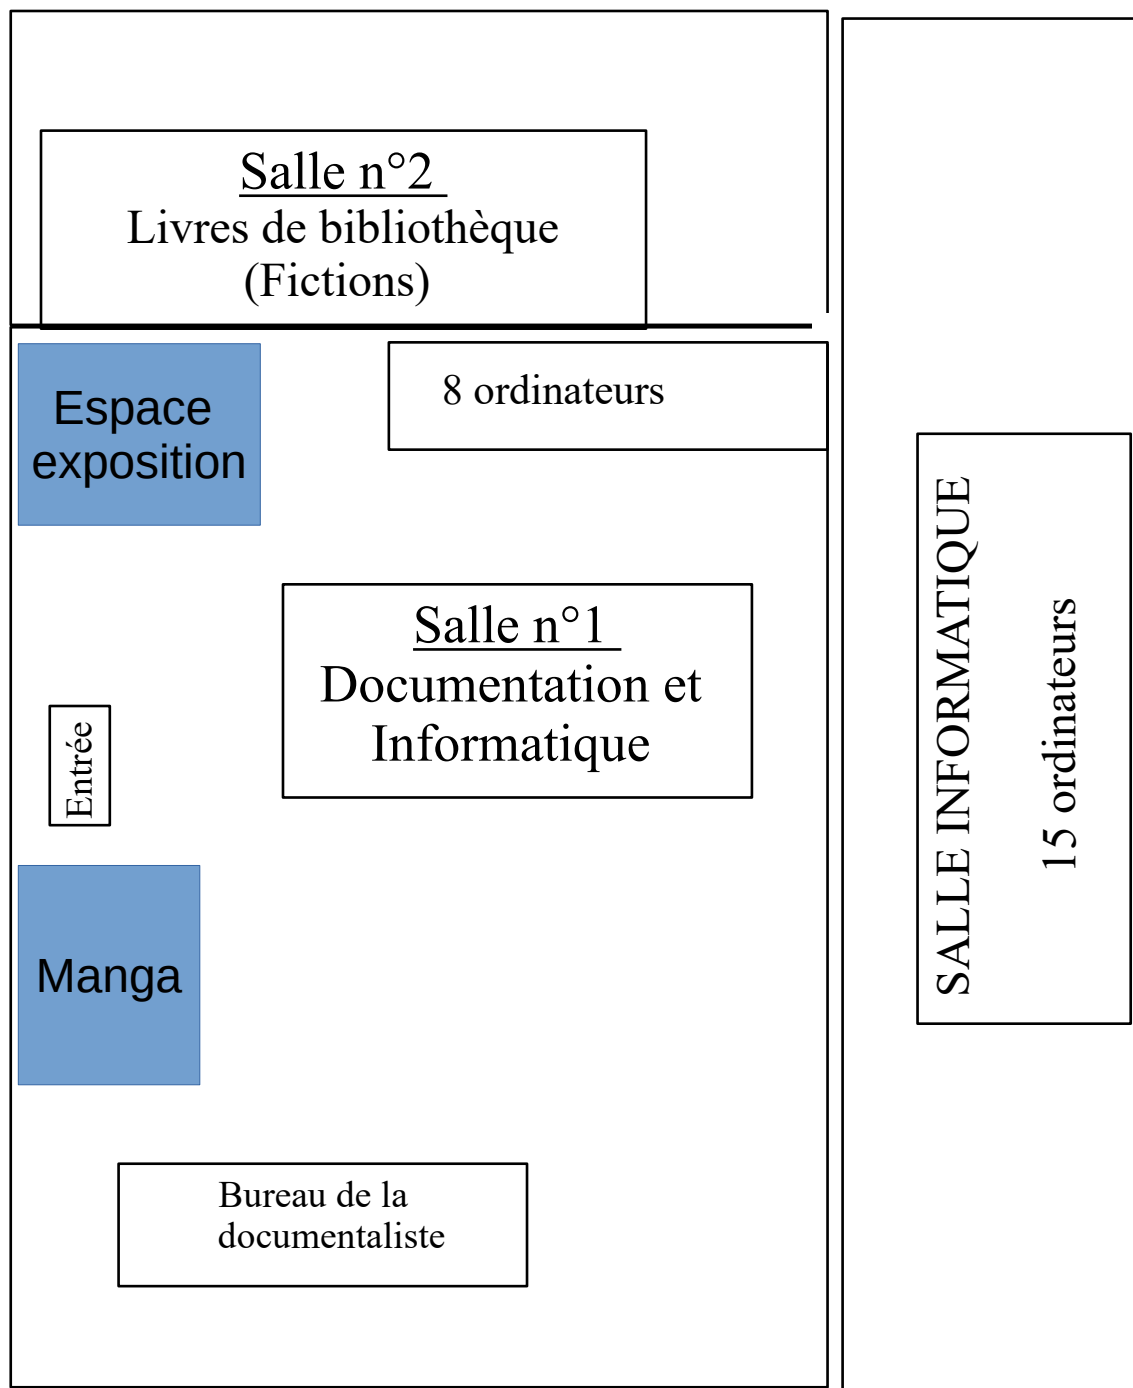 Salle n°2
Livres de bibliothèque
(Fictions)
Espace
exposition
8 ordinateurs
Salle n°1
Documentation et
Informatique
Entrée
Manga
Bureau de la
documentaliste
SALLE INFORMATIQUE
15 ordinateurs